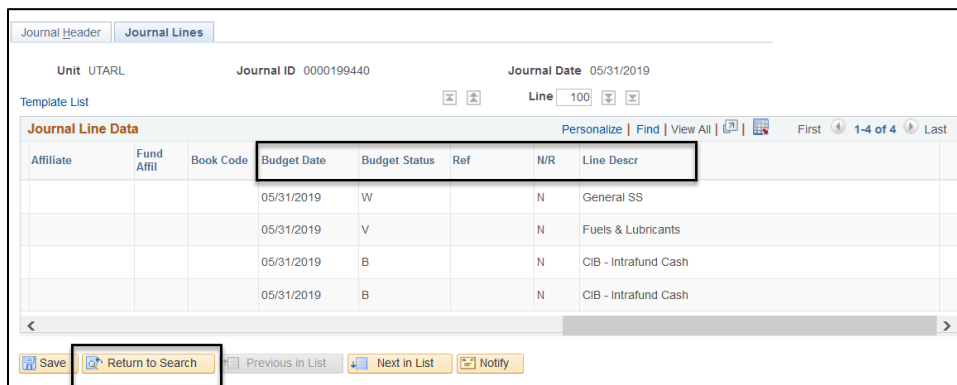 Journal Header Journal Lines
Unit UTARL Journal ID 0000199440 Journal Date 05/31/2019
Template List Line 100
Journal Line Data Personalize | Find | View All | | First 1-4 of 4 Last
Affiliate Fund Affil Book Code Budget Date Budget Status Ref N/R Line Descr
05/31/2019 W N General SS
05/31/2019 V N Fuels & Lubricants
05/31/2019 B N CIB - Intrafund Cash
05/31/2019 B N CIB - Intrafund Cash
Save Return to Search Previous in List Next in List Notify